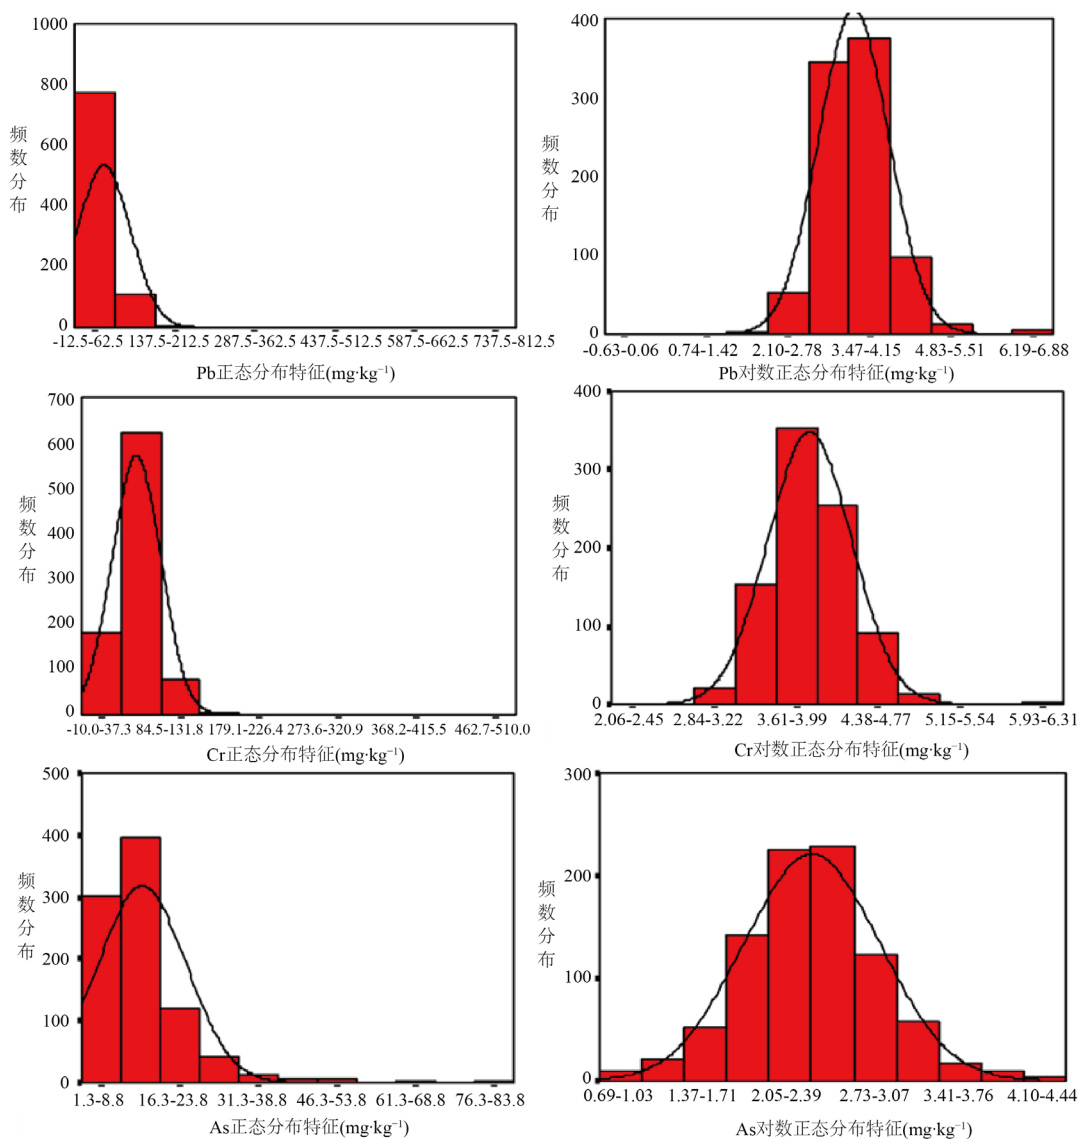 1000
800
600
400
200
0
频数分布
-12.5-62.5 137.5-212.5 287.5-362.5 437.5-512.5 587.5-662.5 737.5-812.5
Pb正态分布特征(mg·kg⁻¹)
400
300
200
100
0
频数分布
-0.63-0.06 0.74-1.42 2.10-2.78 3.47-4.15 4.83-5.51 6.19-6.88
Pb对数正态分布特征(mg·kg⁻¹)
700
600
500
400
300
200
100
0
频数分布
-10.0-37.3 84.5-131.8 179.1-226.4 273.6-320.9 368.2-415.5 462.7-510.0
Cr正态分布特征(mg·kg⁻¹)
400
300
200
100
0
频数分布
2.06-2.45 2.84-3.22 3.61-3.99 4.38-4.77 5.15-5.54 5.93-6.31
Cr对数正态分布特征(mg·kg⁻¹)
500
400
300
200
100
0
频数分布
1.3-8.8 16.3-23.8 31.3-38.8 46.3-53.8 61.3-68.8 76.3-83.8
As正态分布特征(mg·kg⁻¹)
300
200
100
0
频数分布
0.69-1.03 1.37-1.71 2.05-2.39 2.73-3.07 3.41-3.76 4.10-4.44
As对数正态分布特征(mg·kg⁻¹)